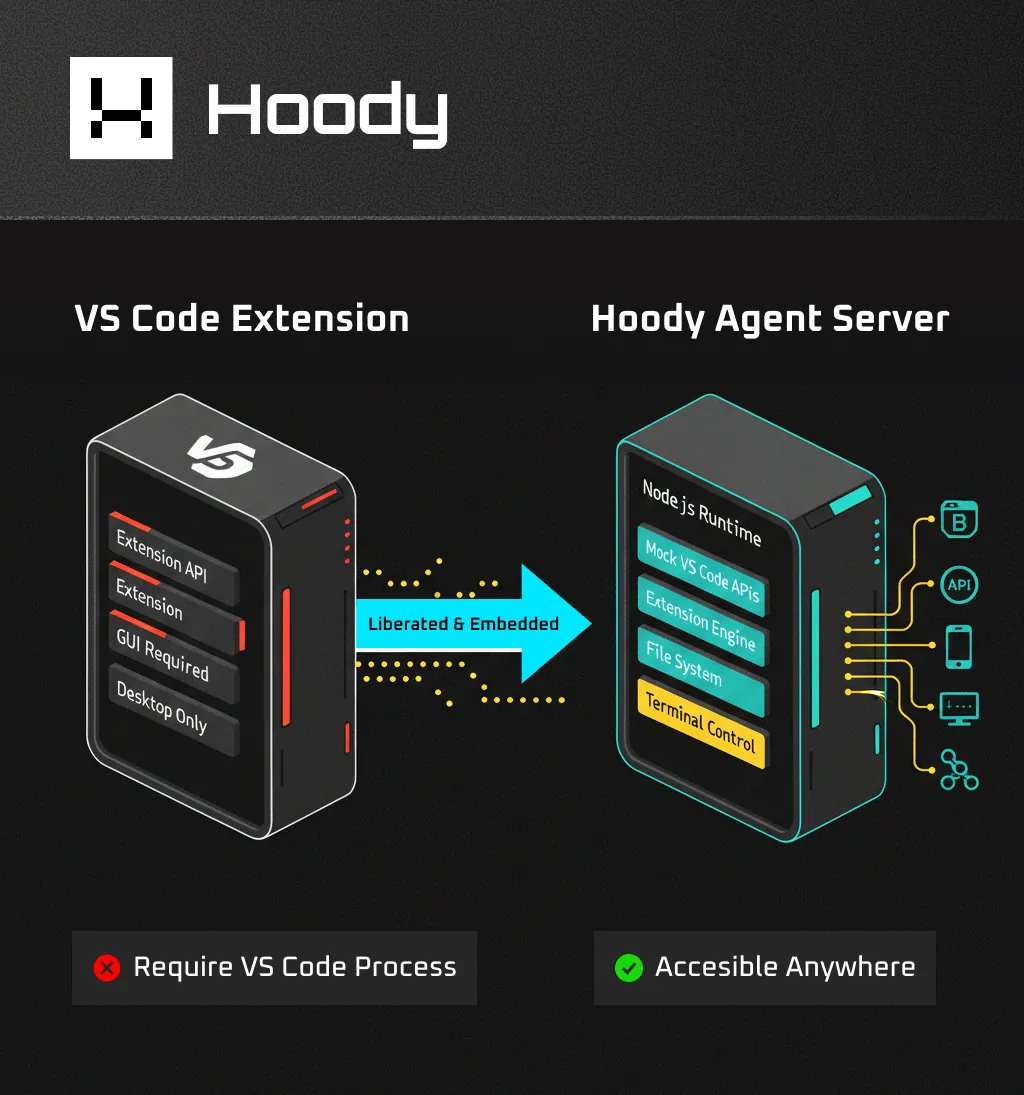 Hoody
VS Code Extension
Hoody Agent Server
VS
Extension API
Extension
GUI Required
Desktop Only
Liberated & Embedded
Node js Runtime
Mock VS Code APis
Extension Engine
File System
Terminal Control
B
API
Require VS Code Process
Accesible Anywhere